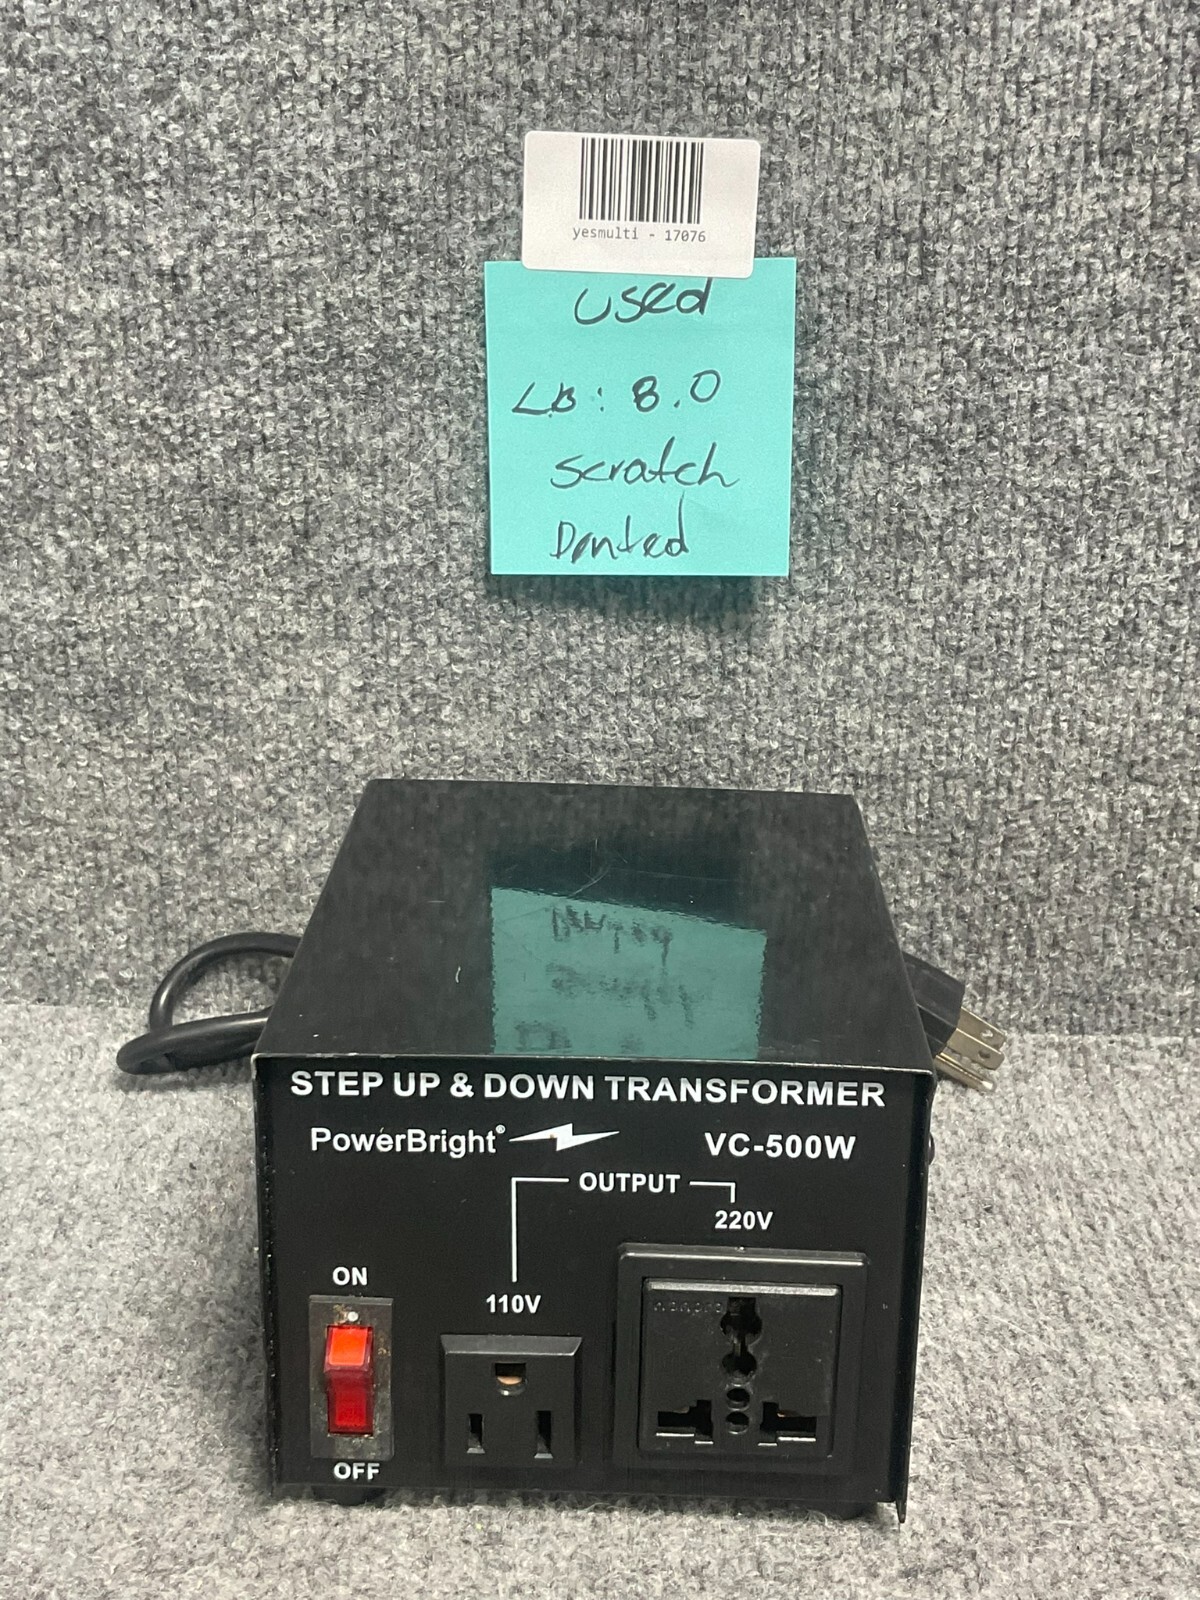 yesmulti - 17076
used
LB: 8.0
scratch
Dented
STEP UP & DOWN TRANSFORMER
PowerBright® VC-500W
OUTPUT
220V
ON
110V
OFF